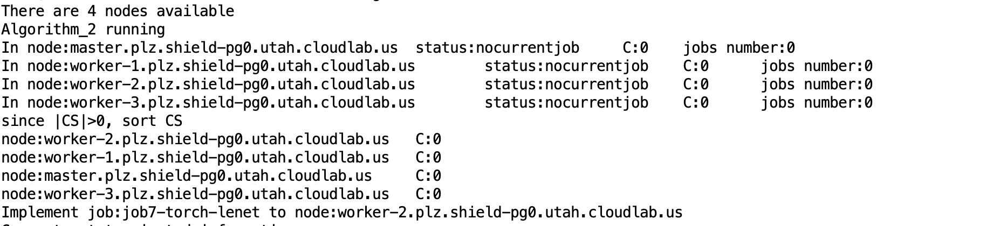 There are 4 nodes available
Algorithm_2 running
In node:master.plz.shield-pg0.utah.cloudlab.us  status:nocurrentjob     C:0    jobs number:0
In node:worker-1.plz.shield-pg0.utah.cloudlab.us        status:nocurrentjob    C:0      jobs number:0
In node:worker-2.plz.shield-pg0.utah.cloudlab.us        status:nocurrentjob    C:0      jobs number:0
In node:worker-3.plz.shield-pg0.utah.cloudlab.us        status:nocurrentjob    C:0      jobs number:0
since |CS|>0, sort CS
node:worker-2.plz.shield-pg0.utah.cloudlab.us   C:0
node:worker-1.plz.shield-pg0.utah.cloudlab.us   C:0
node:master.plz.shield-pg0.utah.cloudlab.us     C:0
node:worker-3.plz.shield-pg0.utah.cloudlab.us   C:0
Implement job:job7-torch-lenet to node:worker-2.plz.shield-pg0.utah.cloudlab.us